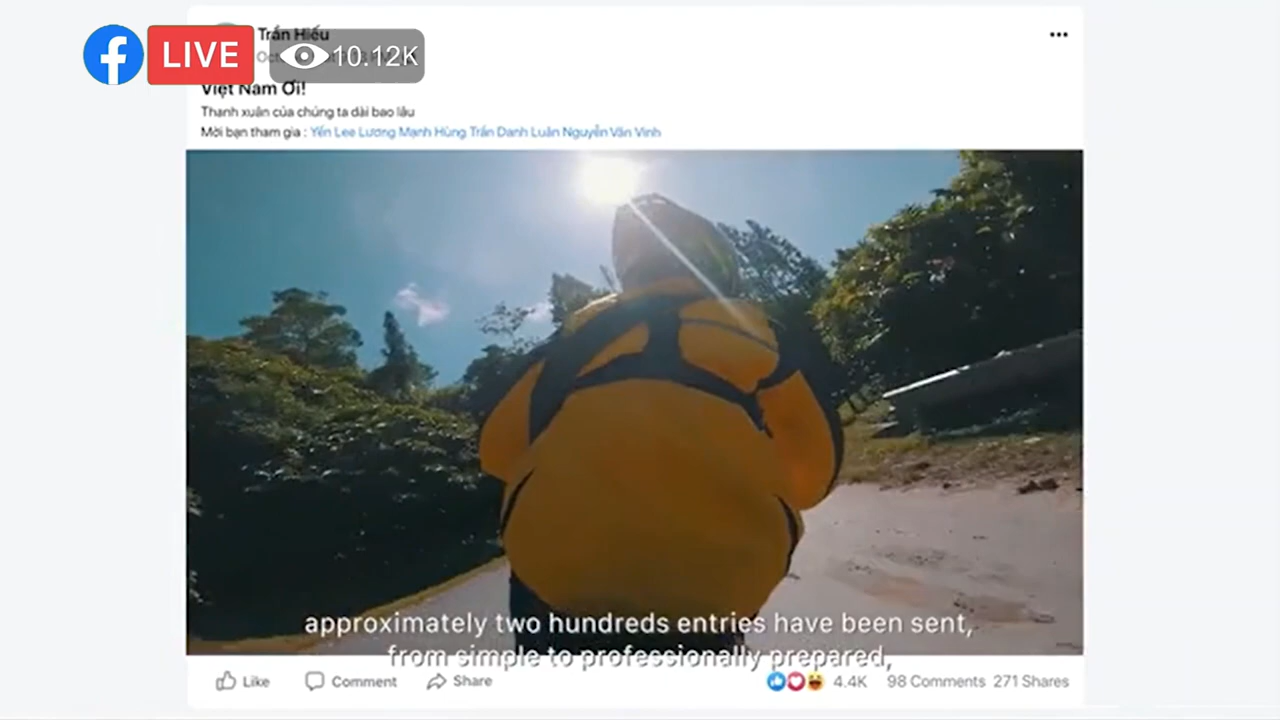 LIVE
10.12K
Trần Hiếu
Việt Nam Ơi!
Thanh xuân của chúng ta dài bao lâu
Mời bạn tham gia : Yến Lee Lương Mạnh Hùng Trần Danh Luân Nguyễn Văn Vinh
approximately two hundreds entries have been sent,
from simple to professionally prepared,
Like
Comment
Share
4.4K
98 Comments
271 Shares